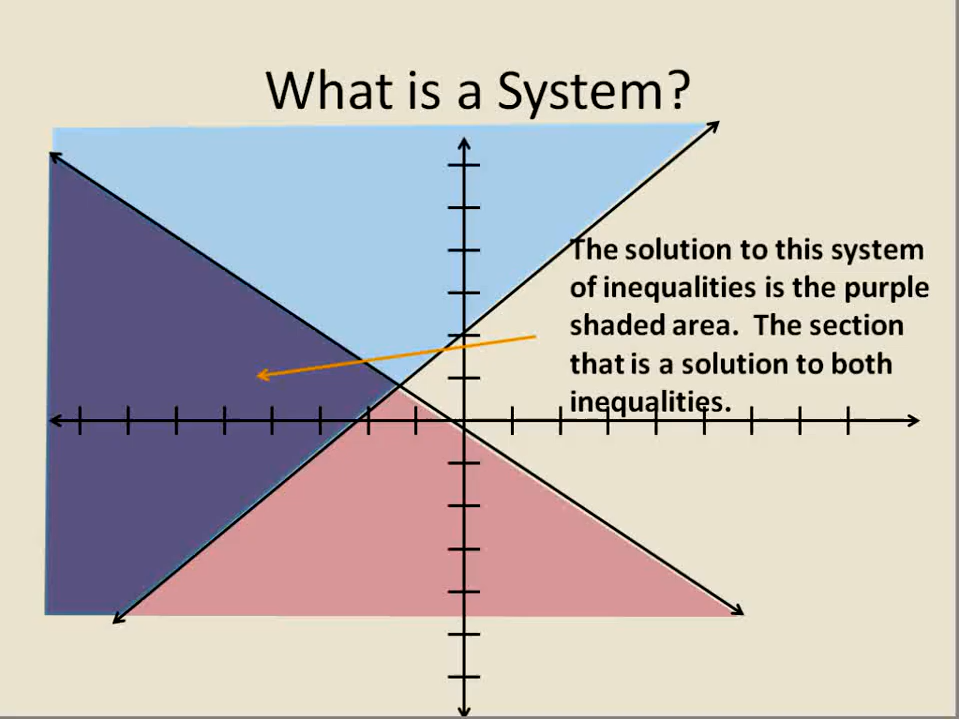 What is a System?
The solution to this system
of inequalities is the purple
shaded area.  The section
that is a solution to both
inequalities.